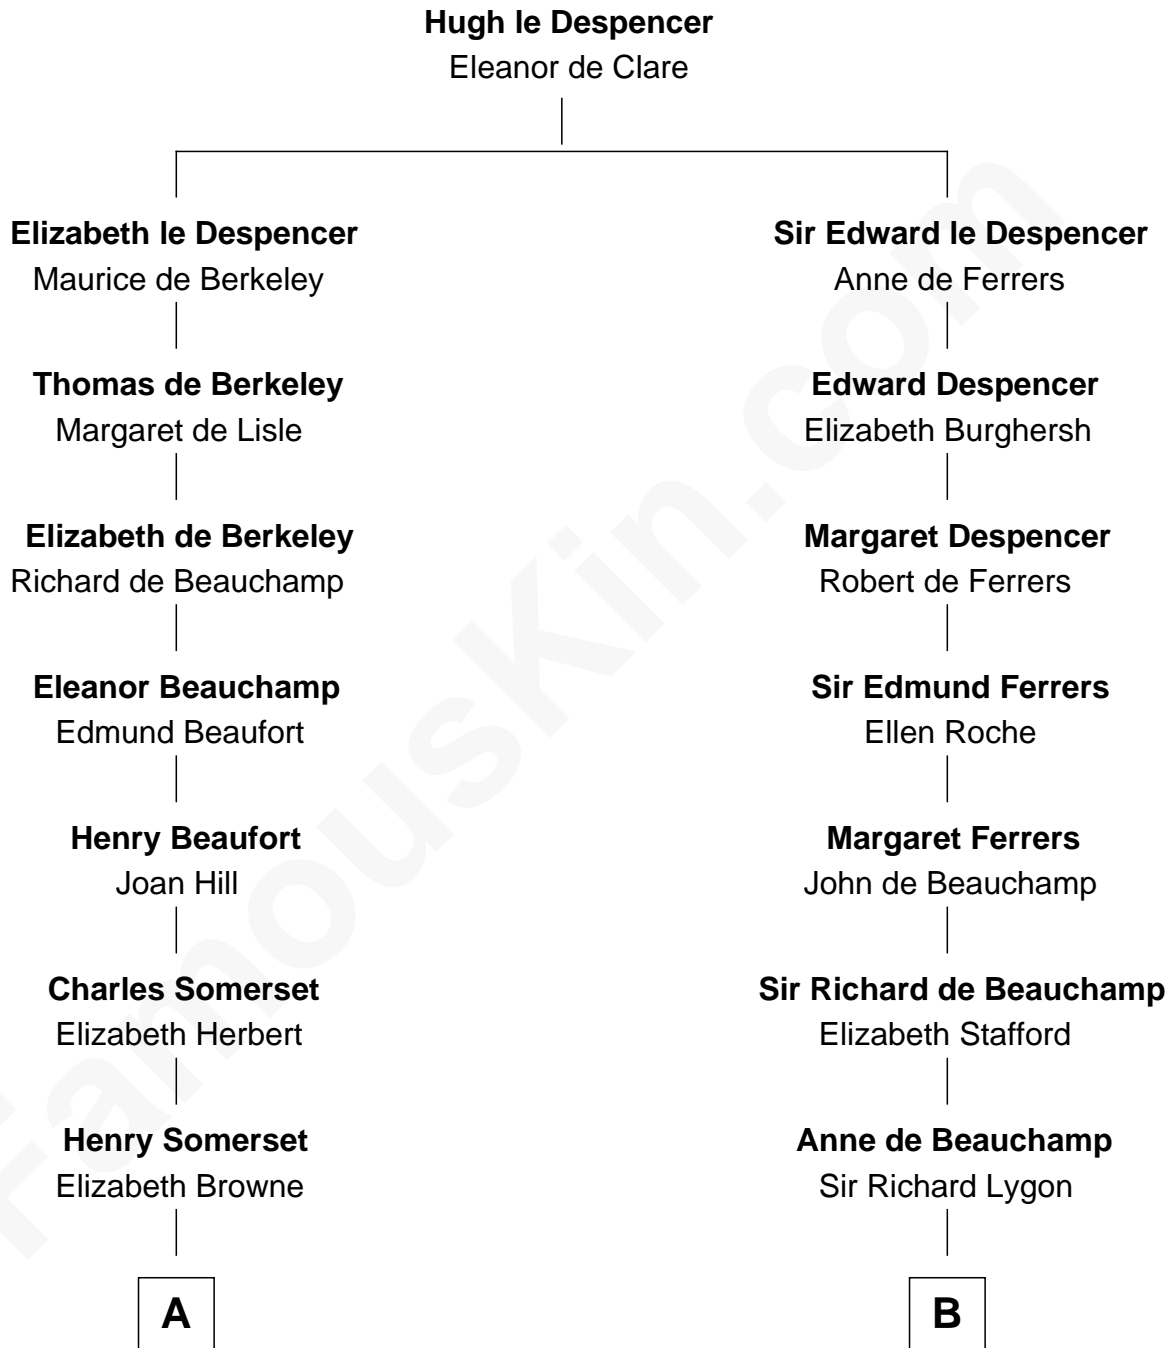 Hugh le Despencer
Eleanor de Clare
Elizabeth le Despencer
Maurice de Berkeley
Sir Edward le Despencer
Anne de Ferrers
Thomas de Berkeley
Margaret de Lisle
Edward Despencer
Elizabeth Burghersh
Elizabeth de Berkeley
Richard de Beauchamp
Margaret Despencer
Robert de Ferrers
Eleanor Beauchamp
Edmund Beaufort
Sir Edmund Ferrers
Ellen Roche
Henry Beaufort
Joan Hill
Margaret Ferrers
John de Beauchamp
Charles Somerset
Elizabeth Herbert
Sir Richard de Beauchamp
Elizabeth Stafford
Henry Somerset
Elizabeth Browne
Anne de Beauchamp
Sir Richard Lygon
A
B
FamousKin.com